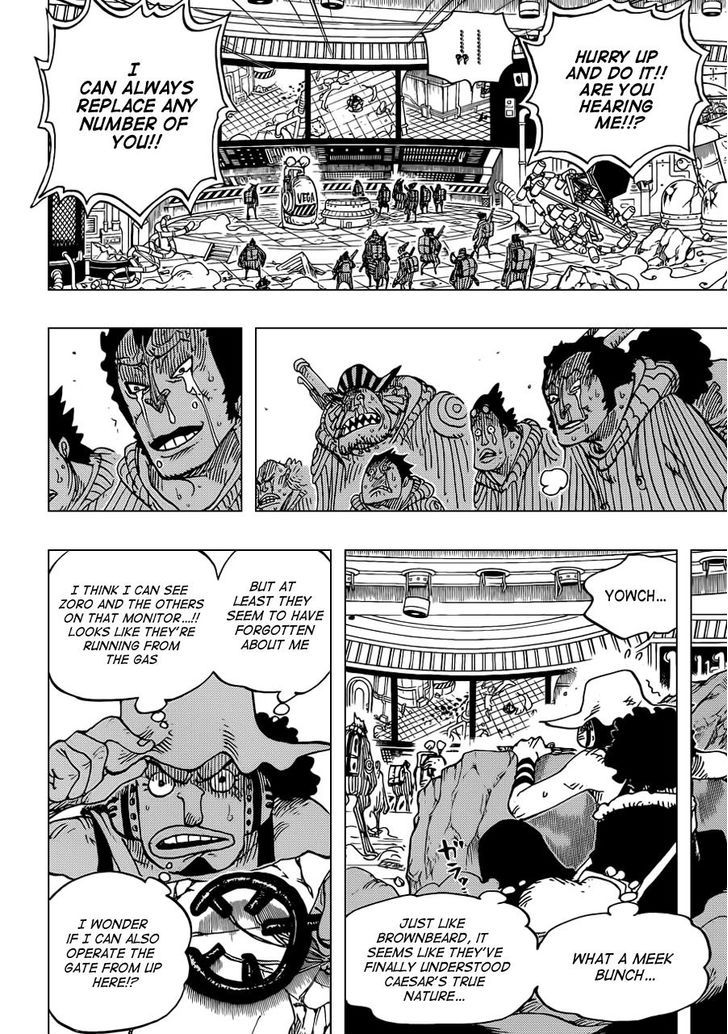 HURRY UP
AND DO IT!!
ARE YOU
HEARING
ME!!?
!!
??
I
CAN ALWAYS
REPLACE ANY
NUMBER OF
YOU!!
VEGA
YOWCH...
WHAT A MEEK
BUNCH...
JUST LIKE
BROWNBEARD, IT
SEEMS LIKE THEY'VE
FINALLY UNDERSTOOD
CAESAR'S TRUE
NATURE...
BUT AT
LEAST THEY
SEEM TO HAVE
FORGOTTEN
ABOUT ME
I THINK I CAN SEE
ZORO AND THE OTHERS
ON THAT MONITOR...!!
LOOKS LIKE THEY'RE
RUNNING FROM
THE GAS
I WONDER
IF I CAN ALSO
OPERATE THE
GATE FROM UP
HERE!?